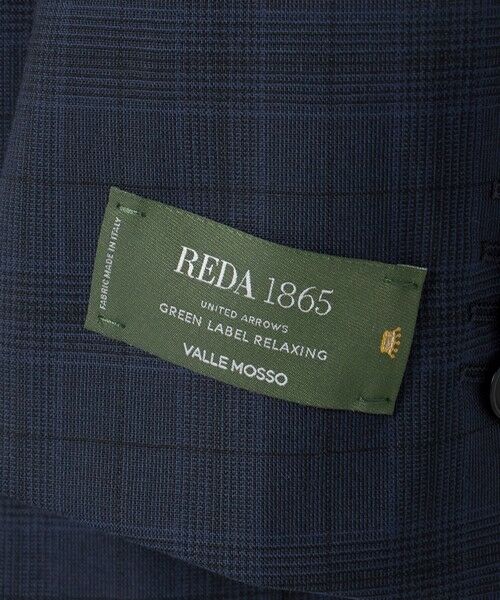 FABRIC MADE IN ITALY
REDA 1865
UNITED ARROWS
GREEN LABEL RELAXING
VALLE MOSSO